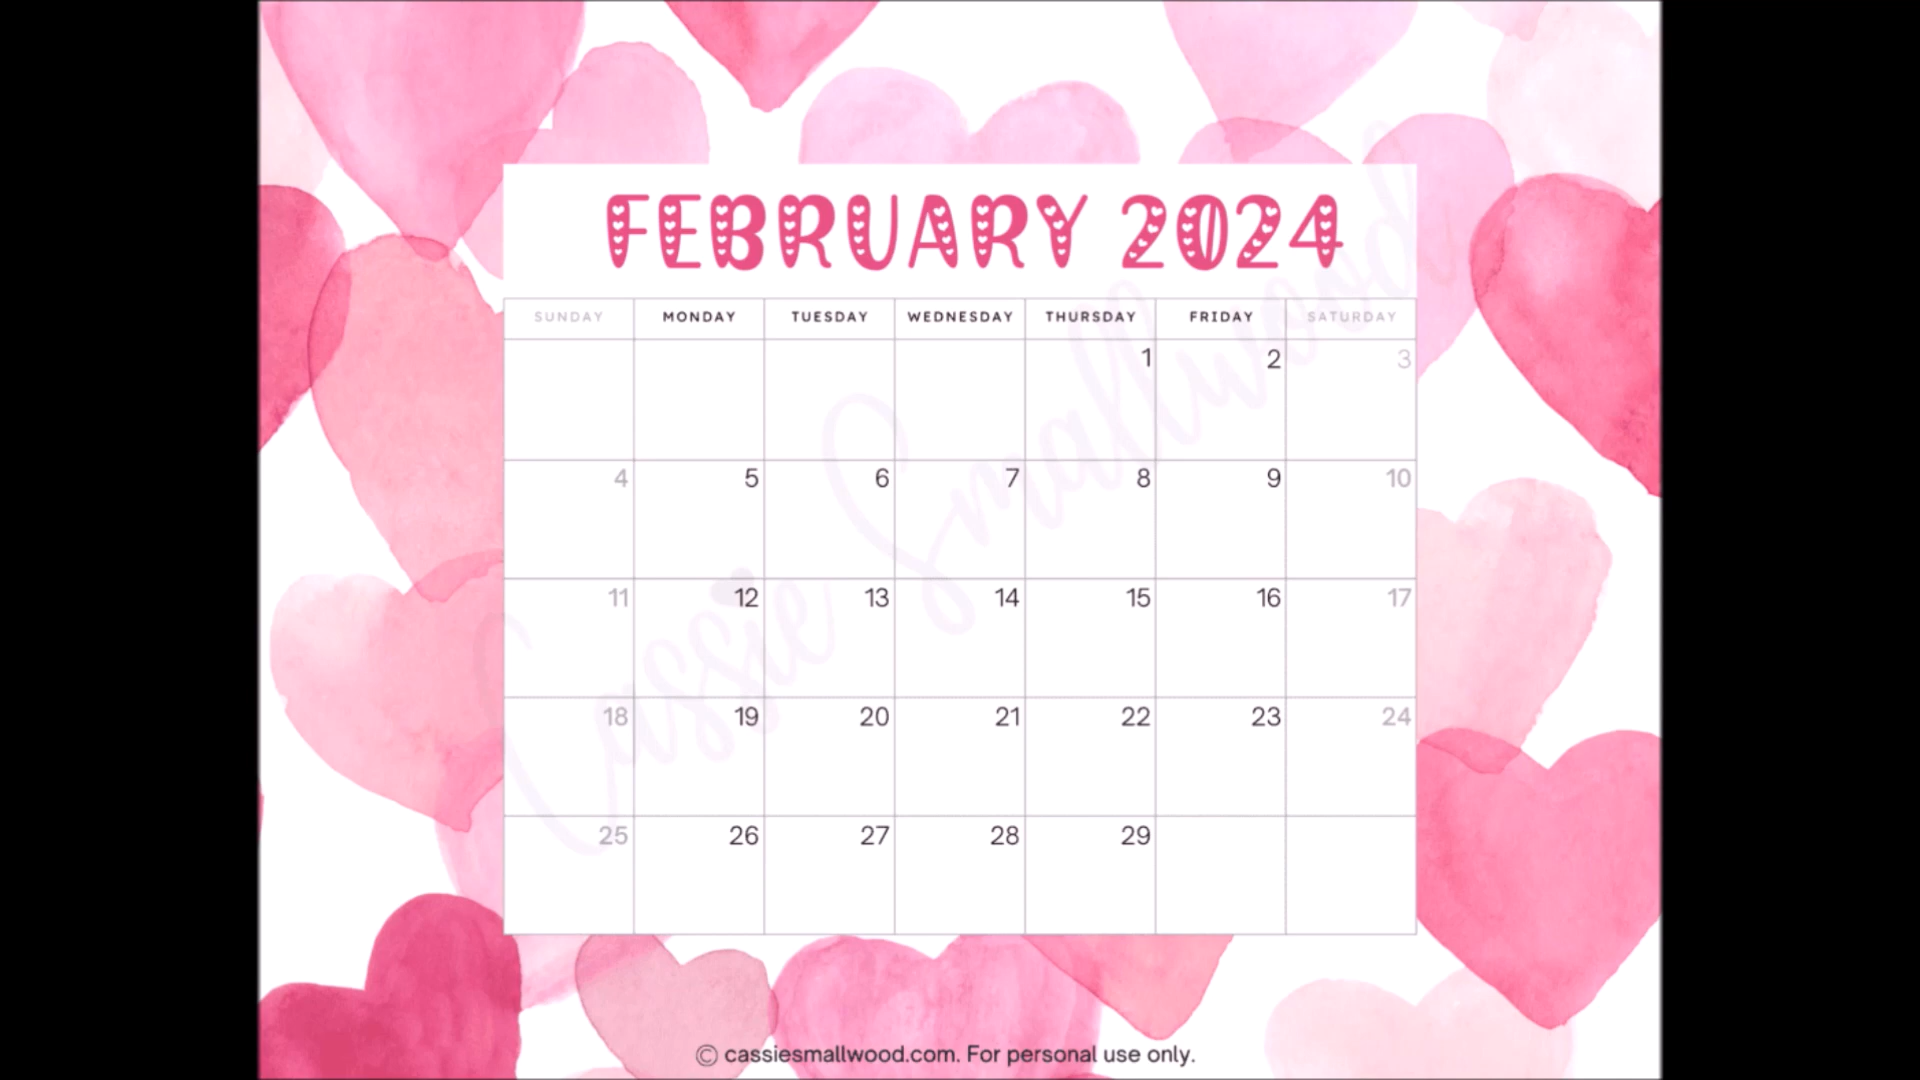 FEBRUARY 2024
SUNDAY MONDAY TUESDAY WEDNESDAY THURSDAY FRIDAY SATURDAY
1 2 3
4 5 6 7 8 9 10
11 12 13 14 15 16 17
18 19 20 21 22 23 24
25 26 27 28 29
Cassie Smallwood
© cassiesmallwood.com. For personal use only.